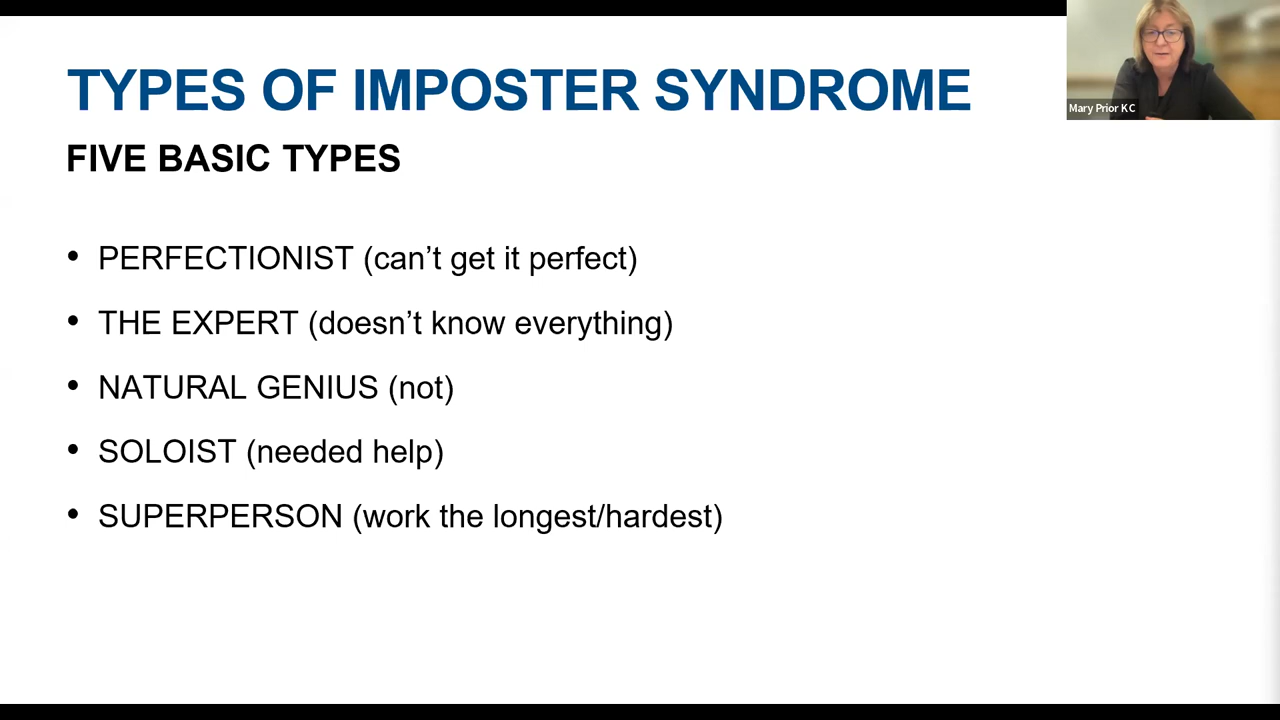 TYPES OF IMPOSTER SYNDROME
FIVE BASIC TYPES
• PERFECTIONIST (can’t get it perfect)
• THE EXPERT (doesn’t know everything)
• NATURAL GENIUS (not)
• SOLOIST (needed help)
• SUPERPERSON (work the longest/hardest)
Mary Prior KC